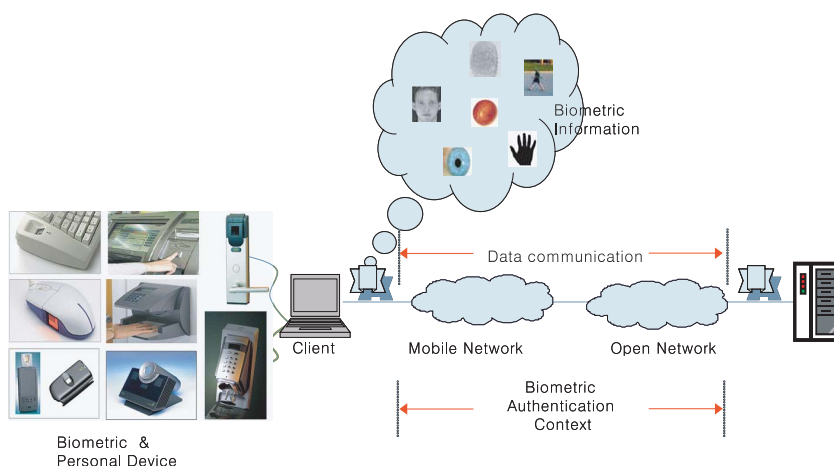 Biometric
Information
Data communication
Client
Mobile Network
Open Network
Biometric
Authentication
Context
Biometric &
Personal Device